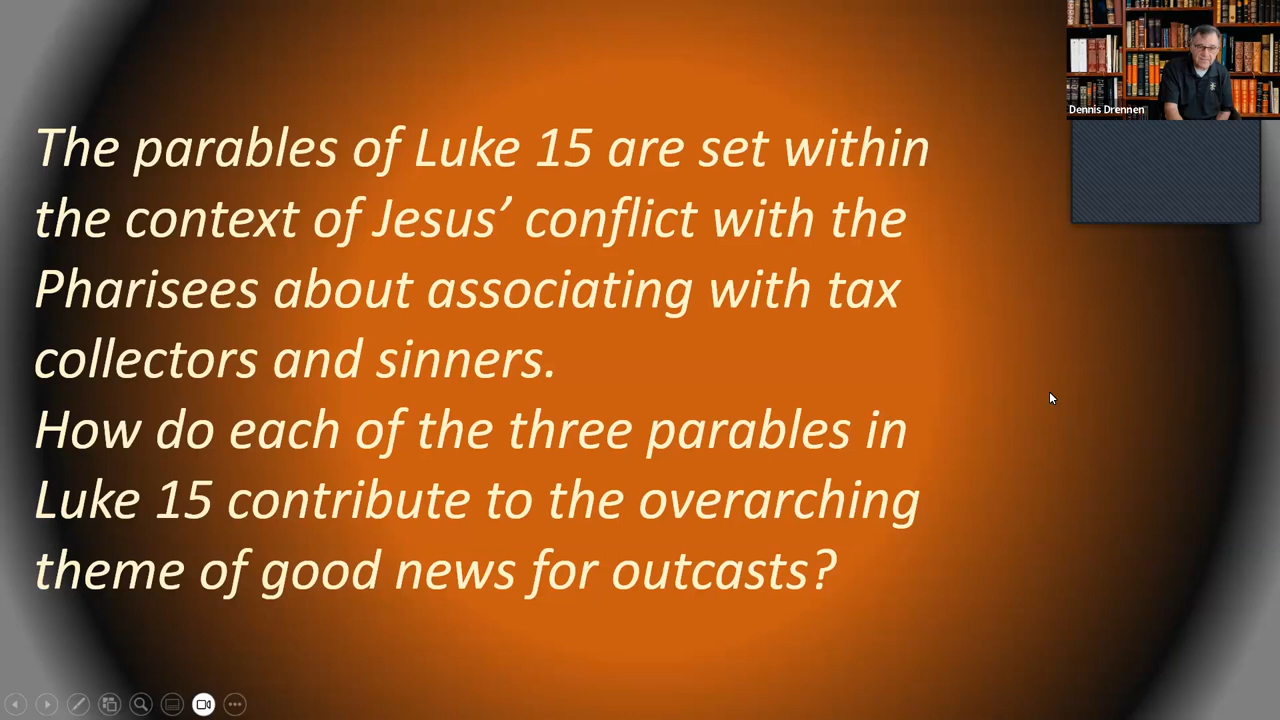 Dennis Drennen
The parables of Luke 15 are set within
the context of Jesus’ conflict with the
Pharisees about associating with tax
collectors and sinners.
How do each of the three parables in
Luke 15 contribute to the overarching
theme of good news for outcasts?